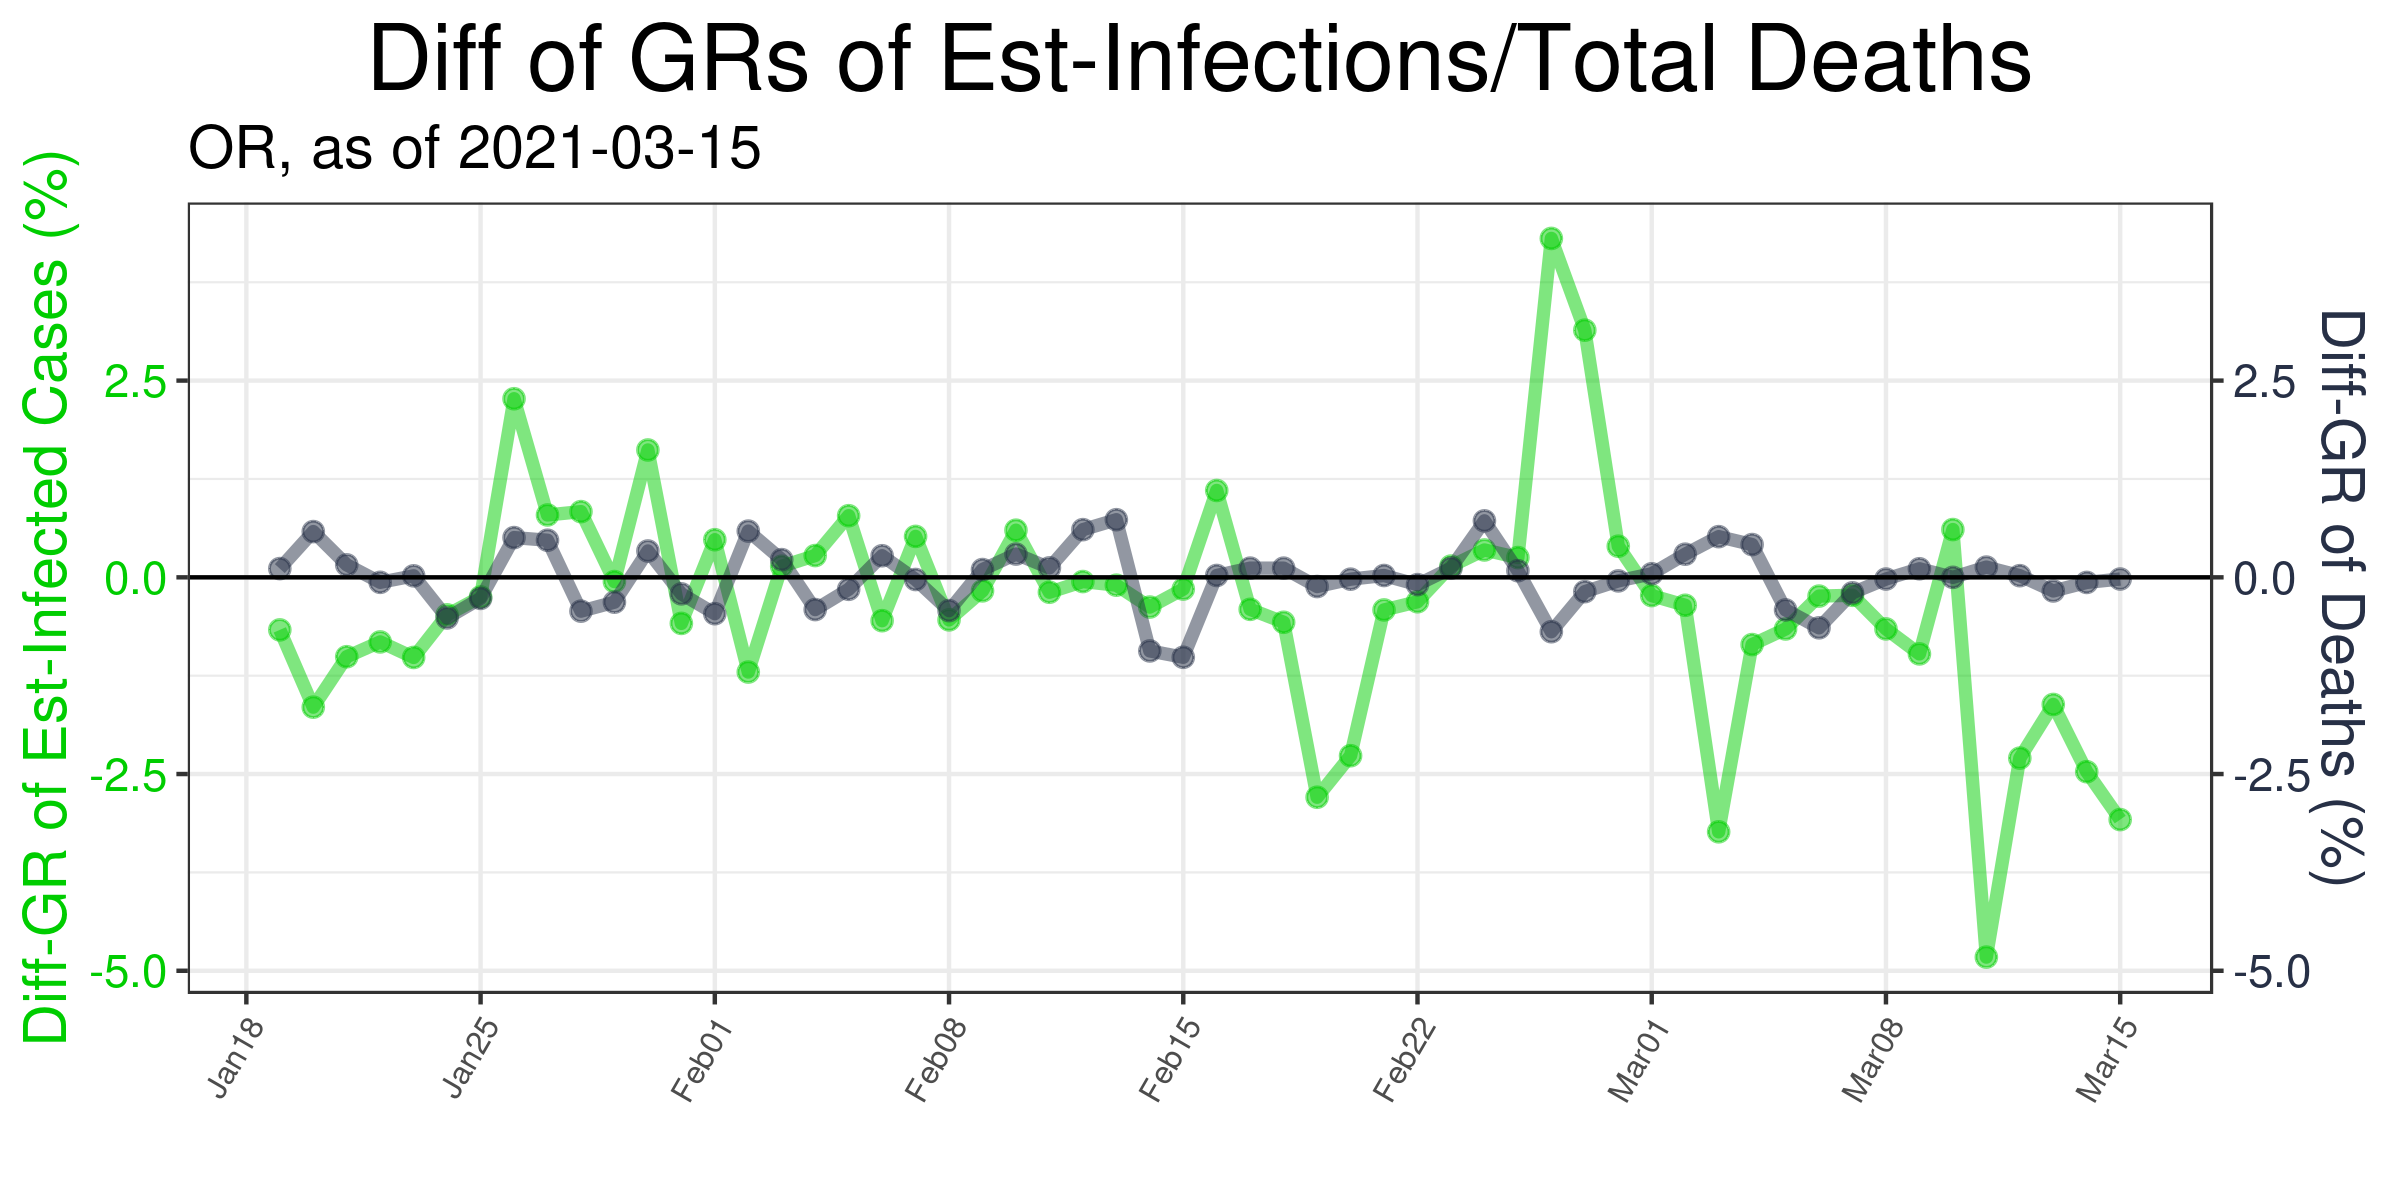 Diff of GRs of Est-Infections/Total Deaths
OR, as of 2021-03-15
Diff-GR of Est-Infected Cases (%)
2.5
0.0
-2.5
-5.0
2.5
0.0
-2.5
-5.0
Diff-GR of Deaths (%)
Jan18
Jan25
Feb01
Feb08
Feb15
Feb22
Mar01
Mar08
Mar15